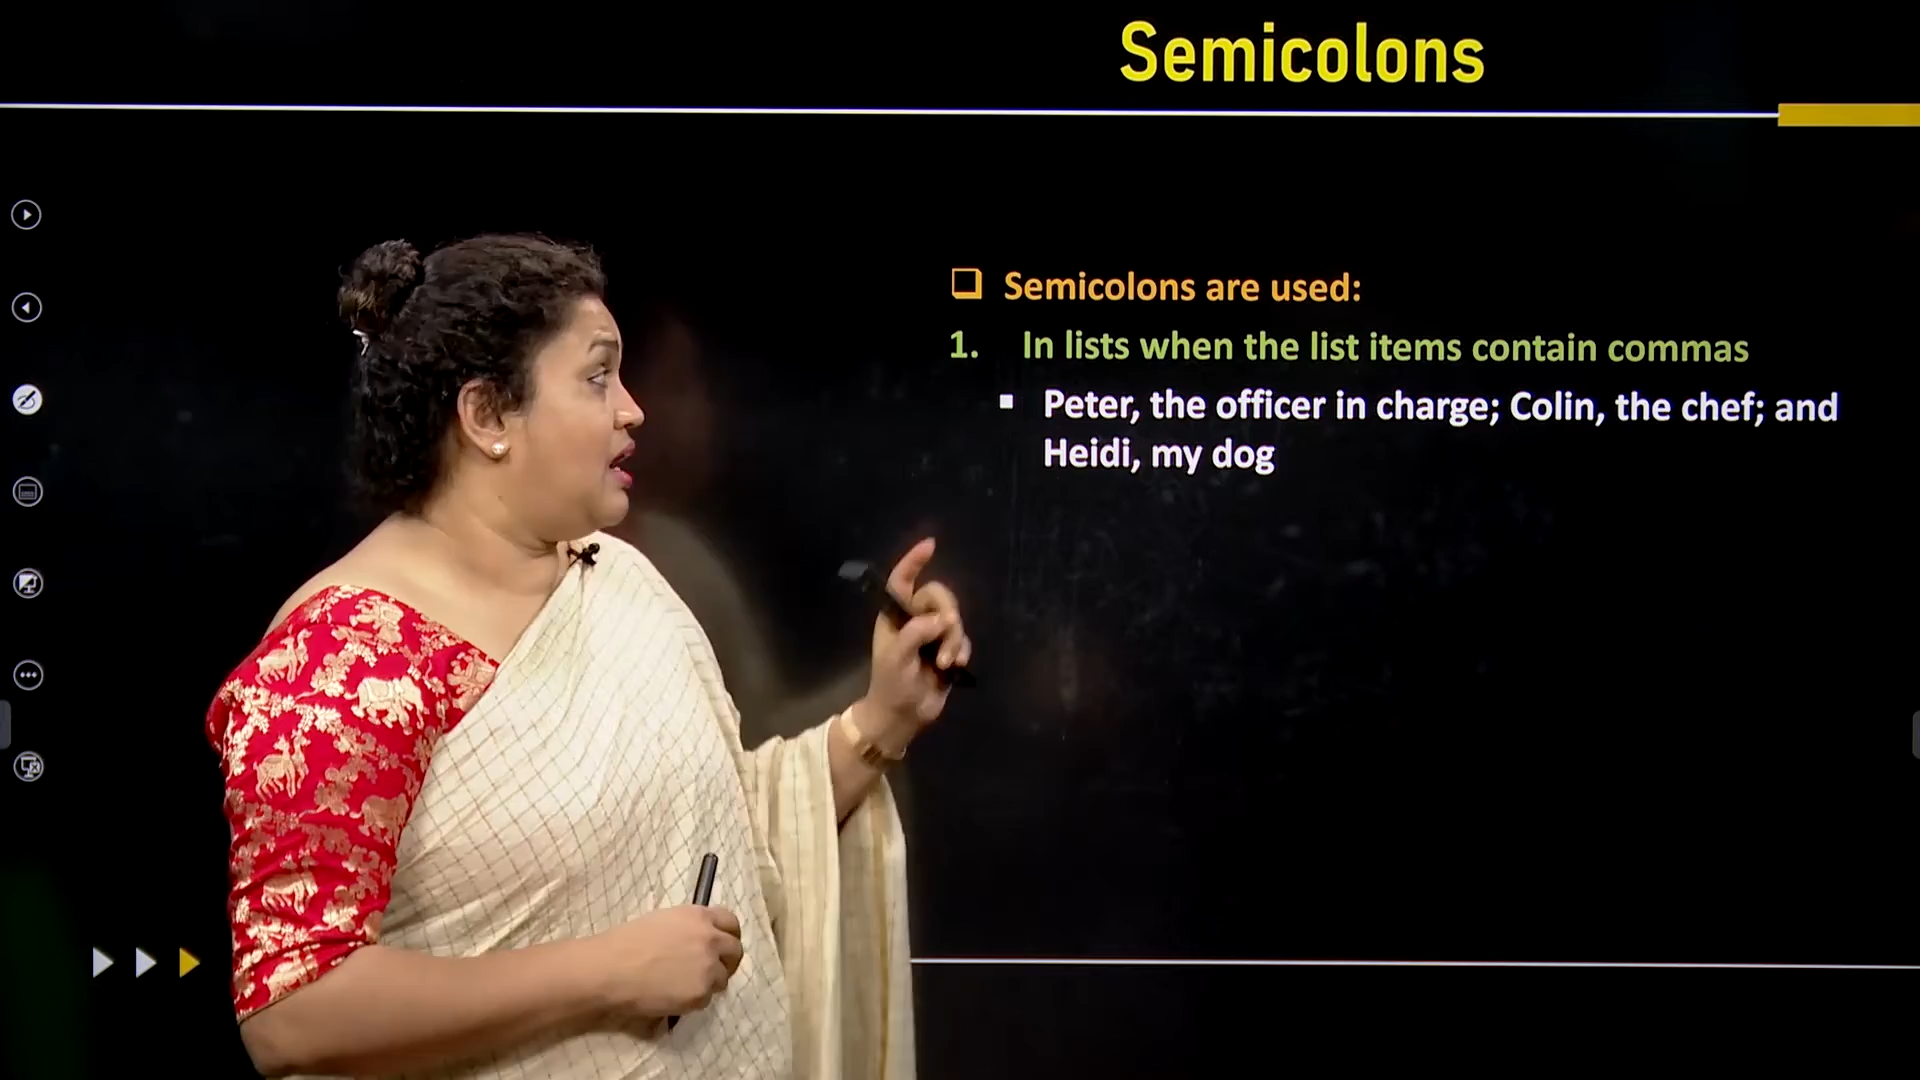 Semicolons
❑ Semicolons are used:
1. In lists when the list items contain commas
▪ Peter, the officer in charge; Colin, the chef; and
Heidi, my dog